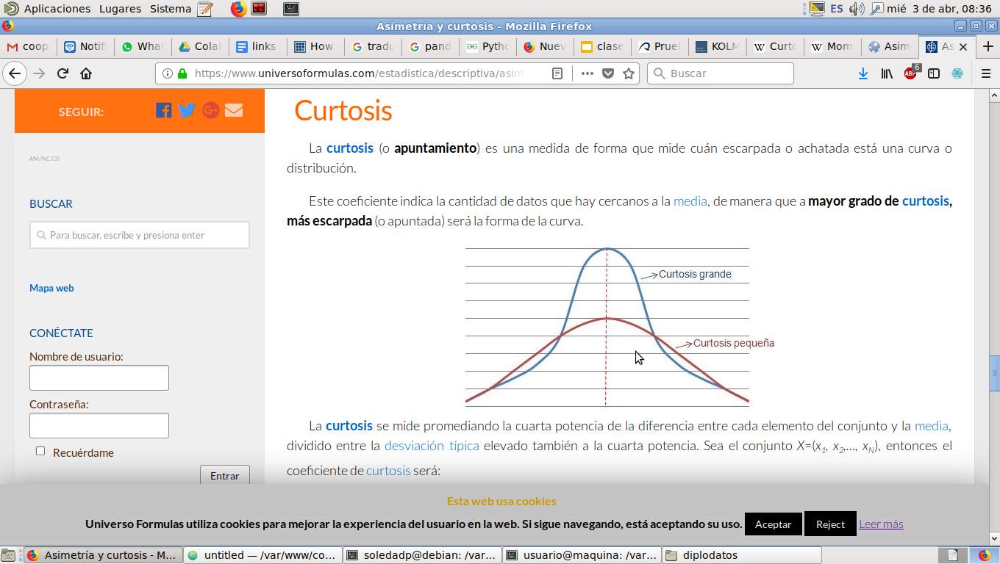 Aplicaciones Lugares Sistema ES mié 3 de abr, 08:36
Asimetría y curtosis - Mozilla Firefox
coop Notifi What Colal links How tradu pand Pytho Nuev clase Prueb KOLM Curto Mom Asim As
https://www.universoformulas.com/estadistica/descriptiva/asim Buscar ABP 6
SEGUIR:
ANUNCIOS
BUSCAR
Para buscar, escribe y presiona enter
Mapa web
CONÉCTATE
Nombre de usuario:
Contraseña:
Recuérdame
Entrar
Curtosis
La curtosis (o apuntamiento) es una medida de forma que mide cuán escarpada o achatada está una curva o
distribución.
Este coeficiente indica la cantidad de datos que hay cercanos a la media, de manera que a mayor grado de curtosis,
más escarpada (o apuntada) será la forma de la curva.
Curtosis grande
Curtosis pequeña
La curtosis se mide promediando la cuarta potencia de la diferencia entre cada elemento del conjunto y la media,
dividido entre la desviación típica elevado también a la cuarta potencia. Sea el conjunto X=(x1, x2,..., xN), entonces el
coeficiente de curtosis será:
Esta web usa cookies
Universo Formulas utiliza cookies para mejorar la experiencia del usuario en la web. Si sigue navegando, está aceptando su uso. Aceptar Reject Leer más
Asimetría y curtosis - M... untitled — /var/www/co... soledadp@debian: /var... usuario@maquina: /var... diplodatos